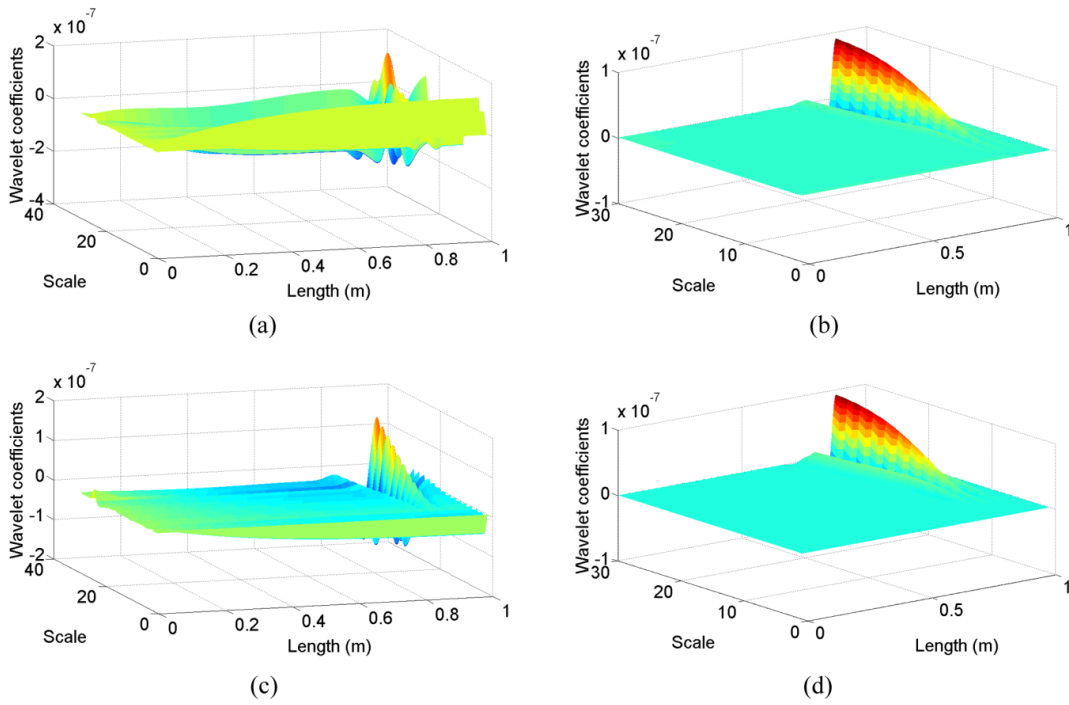 x 10 -7
2
0
-2
-4
Wavelet coefficients
40
20
0
Scale
0 0.2 0.4 0.6 0.8 1
Length (m)
(a)
x 10 -7
1
0
-1
Wavelet coefficients
30
20
10
0
Scale
0 0.5 1
Length (m)
(b)
x 10 -7
2
1
0
-1
-2
Wavelet coefficients
40
20
0
Scale
0 0.2 0.4 0.6 0.8 1
Length (m)
(c)
x 10 -7
1
0
-1
Wavelet coefficients
30
20
10
0
Scale
0 0.5 1
Length (m)
(d)